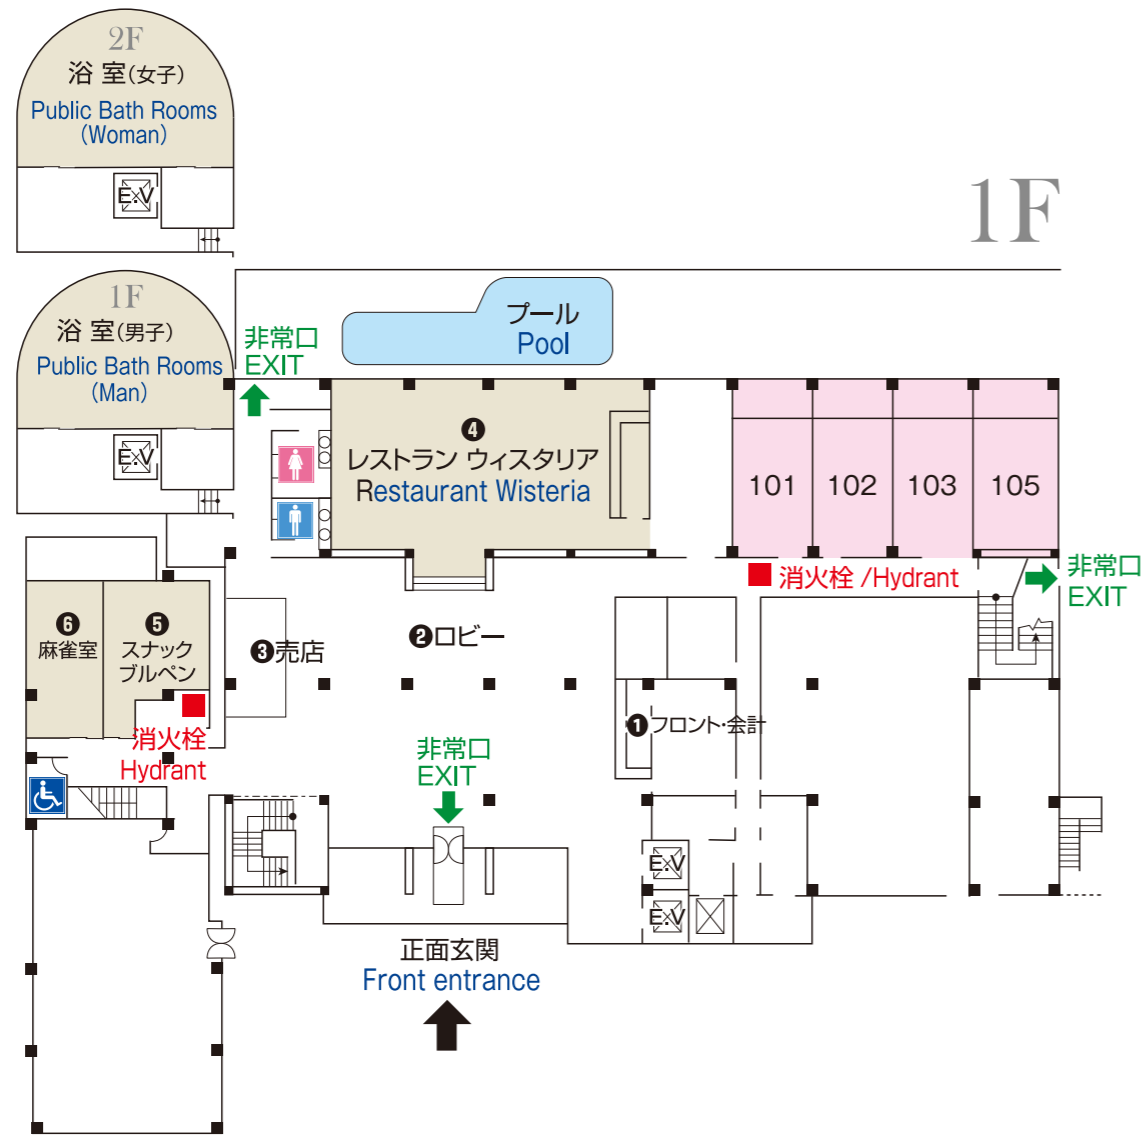 2F
浴 室(女子)
Public Bath Rooms
(Woman)
E.V
1F
1F
浴 室(男子)
Public Bath Rooms
(Man)
E.V
非常口
EXIT
プール
Pool
❹
レストラン ウィスタリア
Restaurant Wisteria
101
102
103
105
消火栓 /Hydrant
非常口
EXIT
❻
麻雀室
❺
スナック
ブルペン
❸売店
❷ロビー
消火栓
Hydrant
❶フロント・会計
非常口
EXIT
E.V
E.V
正面玄関
Front entrance